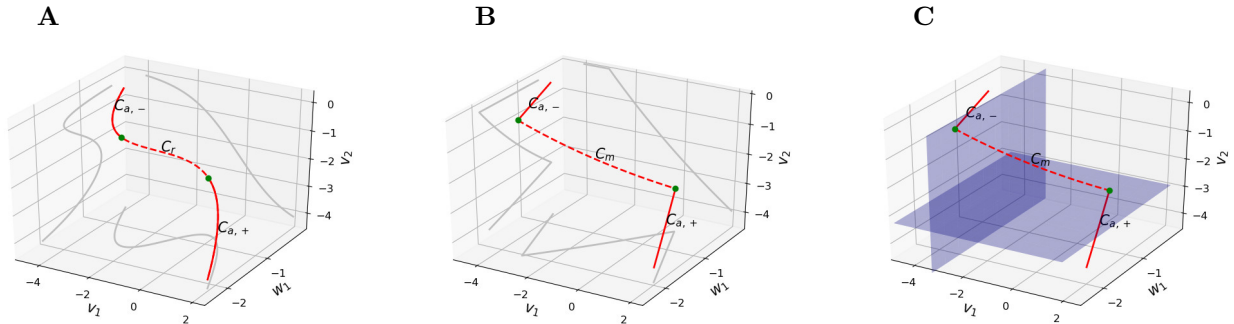 A
B
C
C_{a, −}
C_r
C_{a, +}
0
−1
−2
−3
−4
v_2
−4
−2
0
2
v_1
−2
−1
w_1
C_{a, −}
C_m
C_{a, +}
0
−1
−2
−3
−4
v_2
−4
−2
0
2
v_1
−2
−1
w_1
C_{a, −}
C_m
C_{a, +}
0
−1
−2
−3
−4
v_2
−4
−2
0
2
v_1
−2
−1
w_1